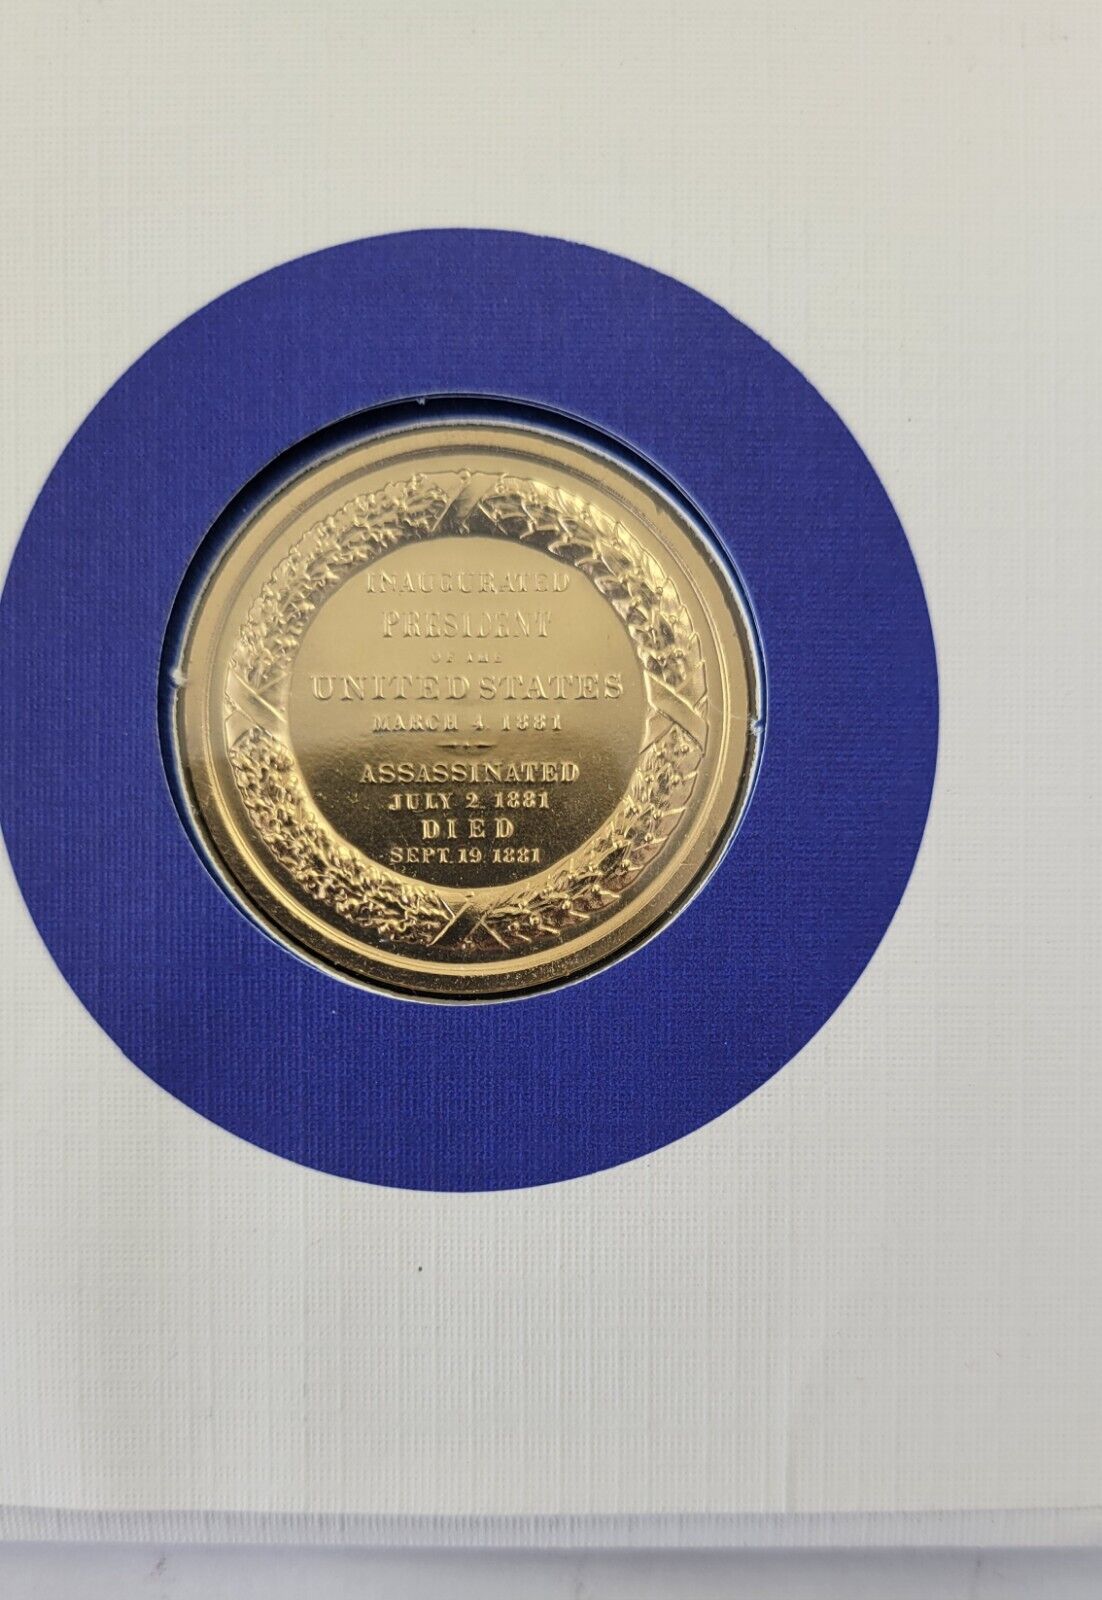 INAUGURATED
PRESIDENT
OF THE
UNITED STATES
MARCH 4. 1881
ASSASSINATED
JULY 2 1881
DIED
SEPT. 19 1881